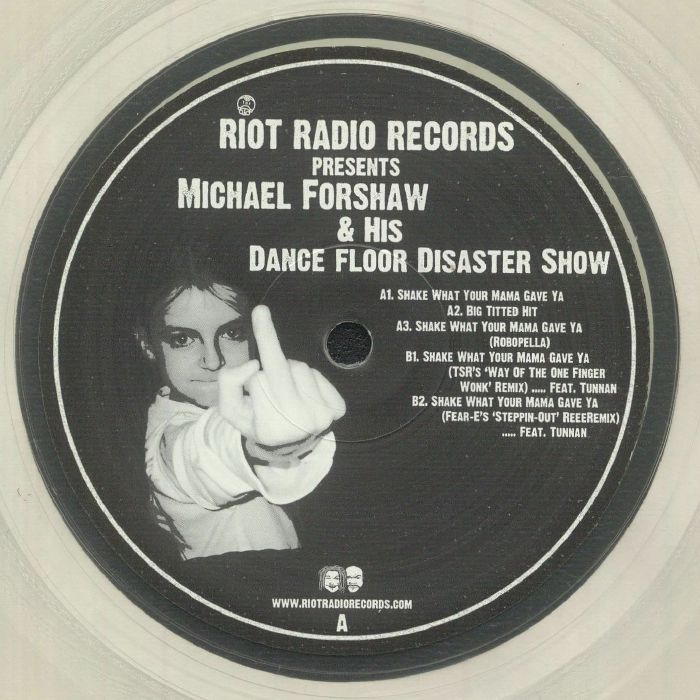 RIOT RADIO RECORDS
PRESENTS
MICHAEL FORSHAW
& HIS
DANCE FLOOR DISASTER SHOW
A1. SHAKE WHAT YOUR MAMA GAVE YA
A2. BIG TITTED HIT
A3. SHAKE WHAT YOUR MAMA GAVE YA
(ROBOPELLA)
B1. SHAKE WHAT YOUR MAMA GAVE YA
(TSR'S 'WAY OF THE ONE FINGER
WONK' REMIX) ..... FEAT. TUNNAN
B2. SHAKE WHAT YOUR MAMA GAVE YA
(FEAR-E'S 'STEPPIN-OUT' REEEREMIX)
..... FEAT. TUNNAN
WWW.RIOTRADIORECORDS.COM
A